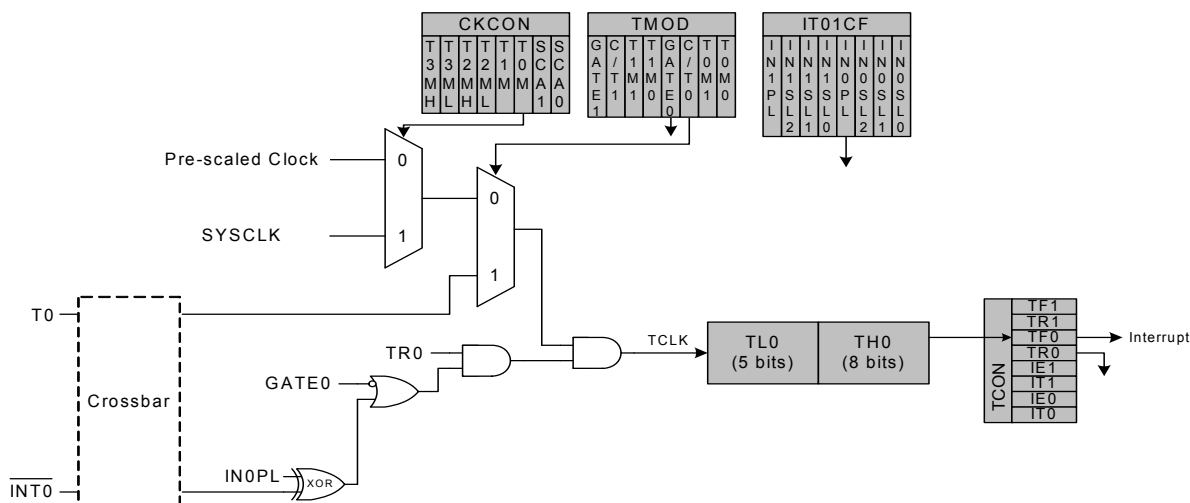 CKCON
T3MH
T3ML
T2MH
T2ML
T1M
T0M
SCA1
SCA0
TMOD
GATE1
C/T1
T1M1
T1M0
GATE0
C/T0
T0M1
T0M0
IT01CF
IN1PL
IN1SL2
IN1SL1
IN1SL0
IN0PL
IN0SL2
IN0SL1
IN0SL0
Pre-scaled Clock
0
SYSCLK
1
0
1
T0
Crossbar
INT0
TR0
GATE0
IN0PL
XOR
TCLK
TL0
(5 bits)
TH0
(8 bits)
TCON
TF1
TR1
TF0
TR0
IE1
IT1
IE0
IT0
Interrupt